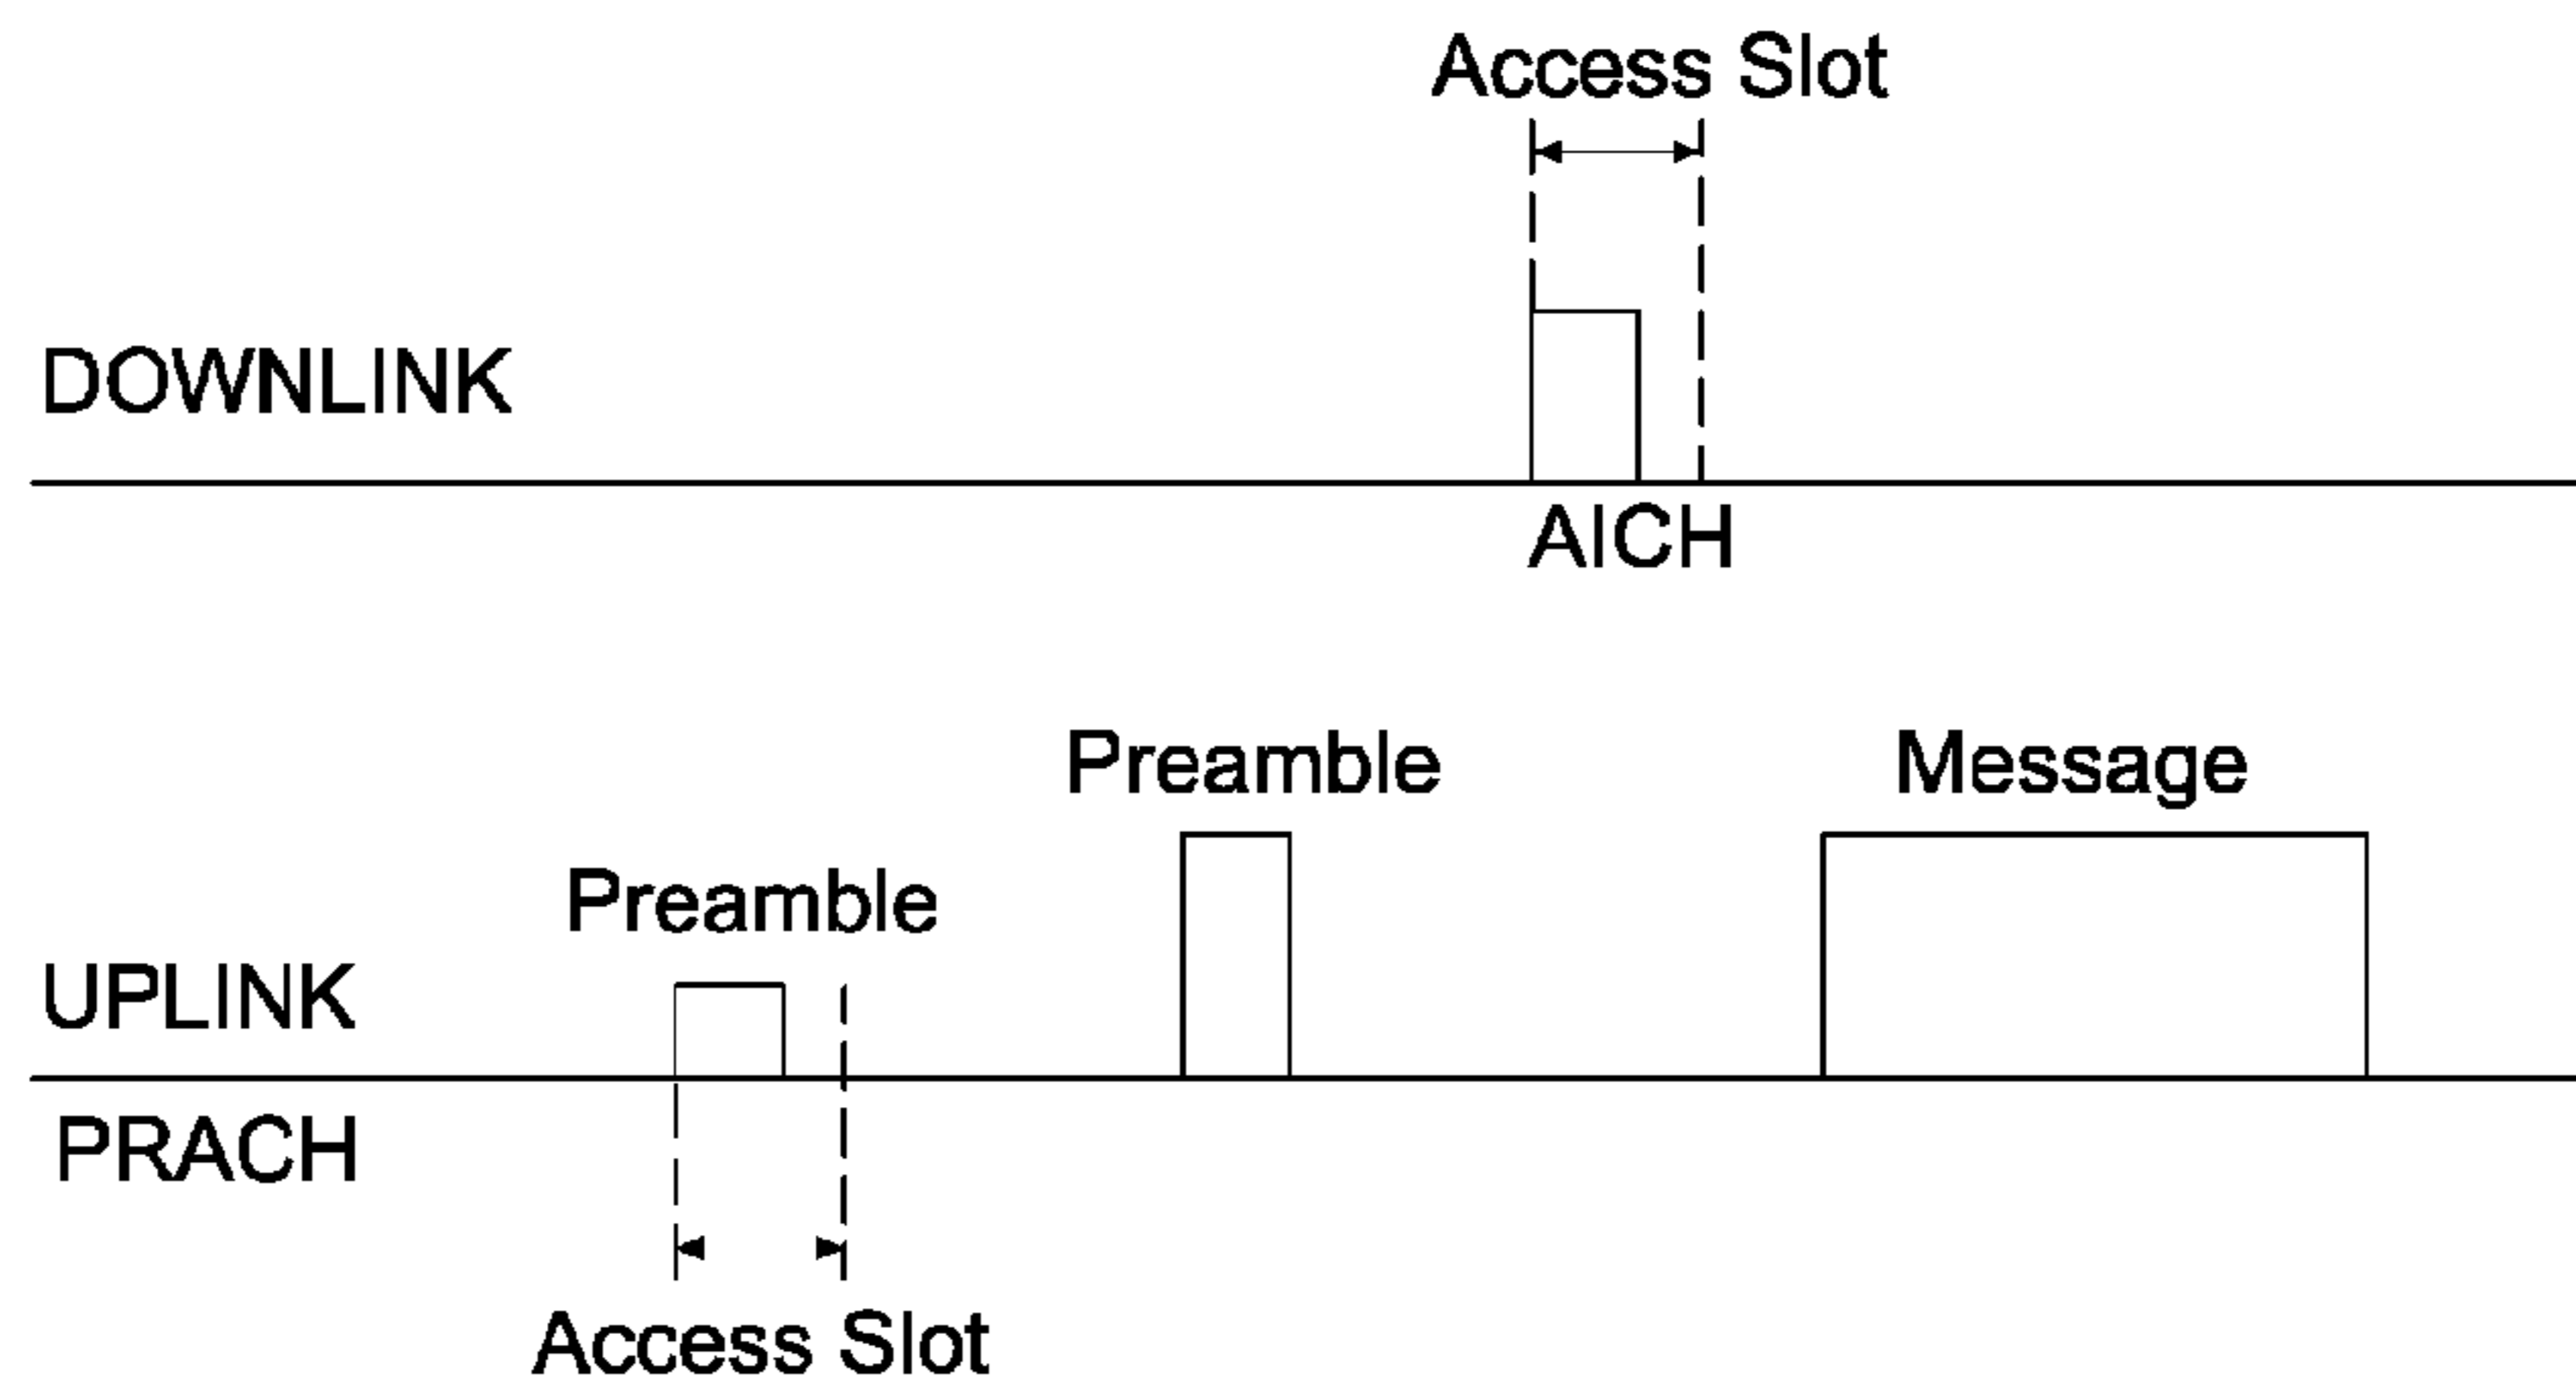 Access Slot
DOWNLINK
AICH
Preamble
Message
Preamble
UPLINK
PRACH
Access Slot